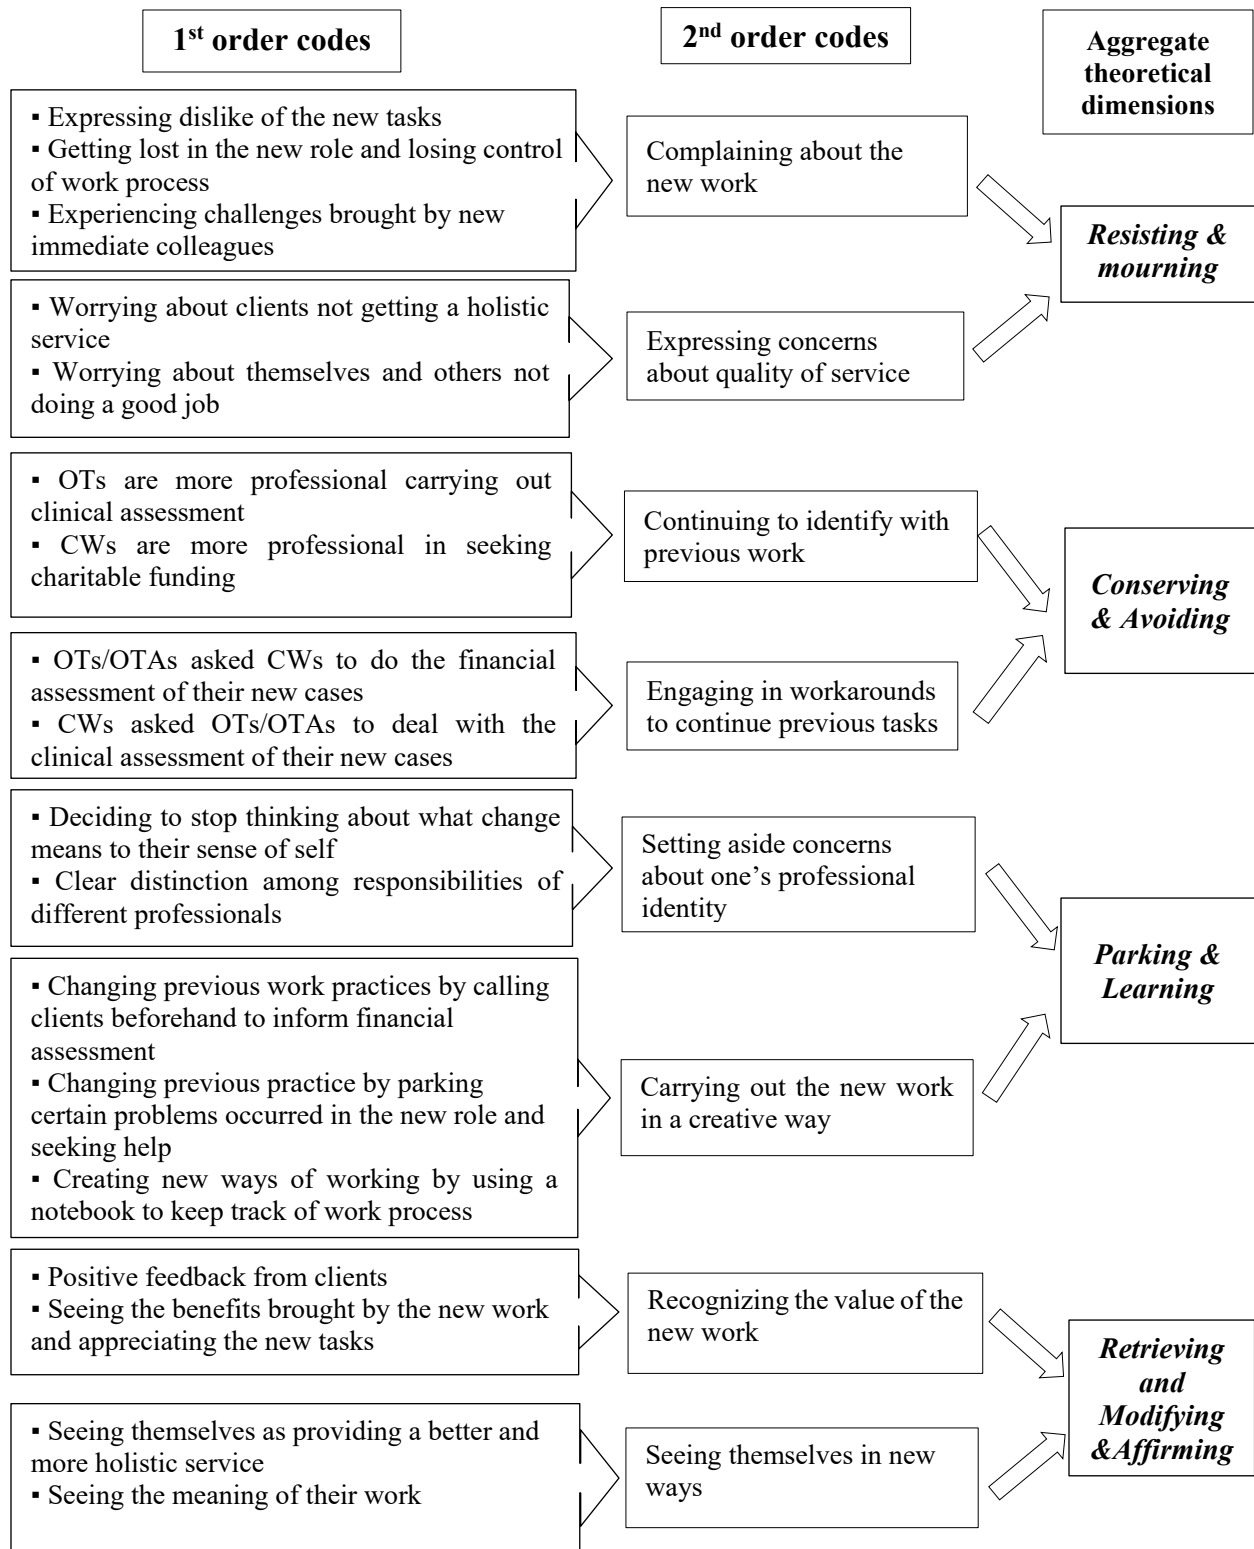 1st order codes
2nd order codes
Aggregate
theoretical
dimensions
▪ Expressing dislike of the new tasks
▪ Getting lost in the new role and losing control
of work process
▪ Experiencing challenges brought by new
immediate colleagues
Complaining about the
new work
Resisting &
mourning
▪ Worrying about clients not getting a holistic
service
▪ Worrying about themselves and others not
doing a good job
Expressing concerns
about quality of service
▪ OTs are more professional carrying out
clinical assessment
▪ CWs are more professional in seeking
charitable funding
Continuing to identify with
previous work
Conserving
& Avoiding
▪ OTs/OTAs asked CWs to do the financial
assessment of their new cases
▪ CWs asked OTs/OTAs to deal with the
clinical assessment of their new cases
Engaging in workarounds
to continue previous tasks
▪ Deciding to stop thinking about what change
means to their sense of self
▪ Clear distinction among responsibilities of
different professionals
Setting aside concerns
about one’s professional
identity
Parking &
Learning
▪ Changing previous work practices by calling
clients beforehand to inform financial
assessment
▪ Changing previous practice by parking
certain problems occurred in the new role and
seeking help
▪ Creating new ways of working by using a
notebook to keep track of work process
Carrying out the new work
in a creative way
▪ Positive feedback from clients
▪ Seeing the benefits brought by the new work
and appreciating the new tasks
Recognizing the value of the
new work
Retrieving
and
Modifying
&Affirming
▪ Seeing themselves as providing a better and
more holistic service
▪ Seeing the meaning of their work
Seeing themselves in new
ways